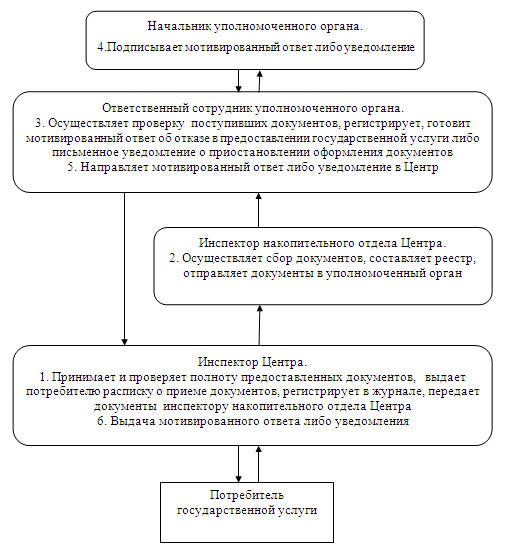 Начальник уполномоченного органа.
4.Подписывает мотивированный ответ либо уведомление
Ответственный сотрудник уполномоченного органа.
3. Осуществляет проверку поступивших документов, регистрирует, готовит
мотивированный ответ об отказе в предоставлении государственной услуги либо
письменное уведомление о приостановлении оформления документов
5. Направляет мотивированный ответ либо уведомление в Центр
Инспектор накопительного отдела Центра.
2. Осуществляет сбор документов, составляет реестр,
отправляет документы в уполномоченный орган
Инспектор Центра.
1. Принимает и проверяет полноту предоставленных документов, выдает
потребителю расписку о приеме документов, регистрирует в журнале, передает
документы инспектору накопительного отдела Центра
6. Выдача мотивированного ответа либо уведомления
Потребитель
государственной услуги